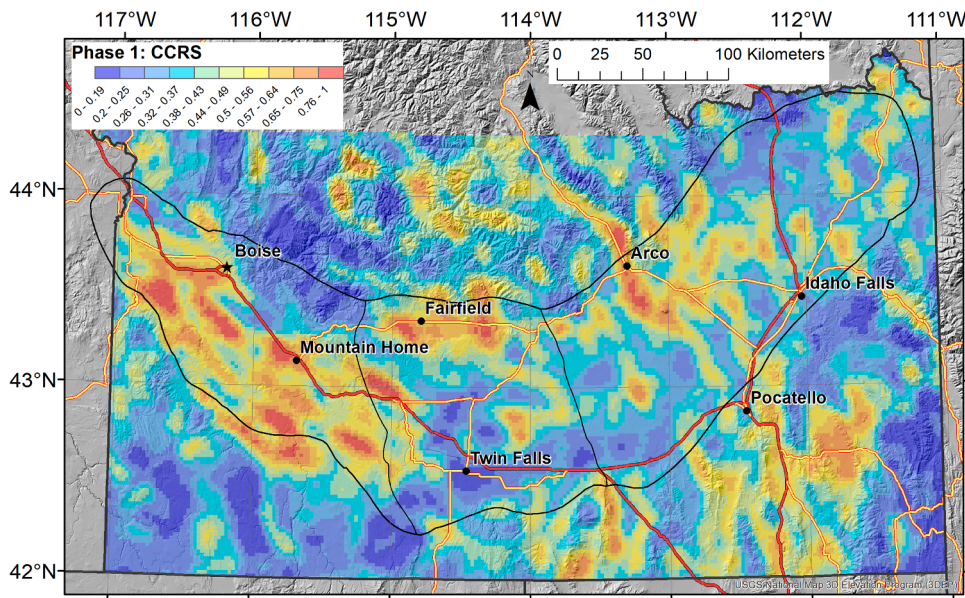 117°W 116°W 115°W 114°W 113°W 112°W 111°W
Phase 1: CCRS
0 - 0.19
0.2 - 0.25
0.26 - 0.31
0.32 - 0.37
0.38 - 0.43
0.44 - 0.49
0.5 - 0.56
0.57 - 0.64
0.65 - 0.75
0.76 - 1
0 25 50 100 Kilometers
N
44°N
Boise
Arco
Idaho Falls
Fairfield
Mountain Home
43°N
Pocatello
Twin Falls
42°N
USGS National Map 3D Elevation Program (3DEP)